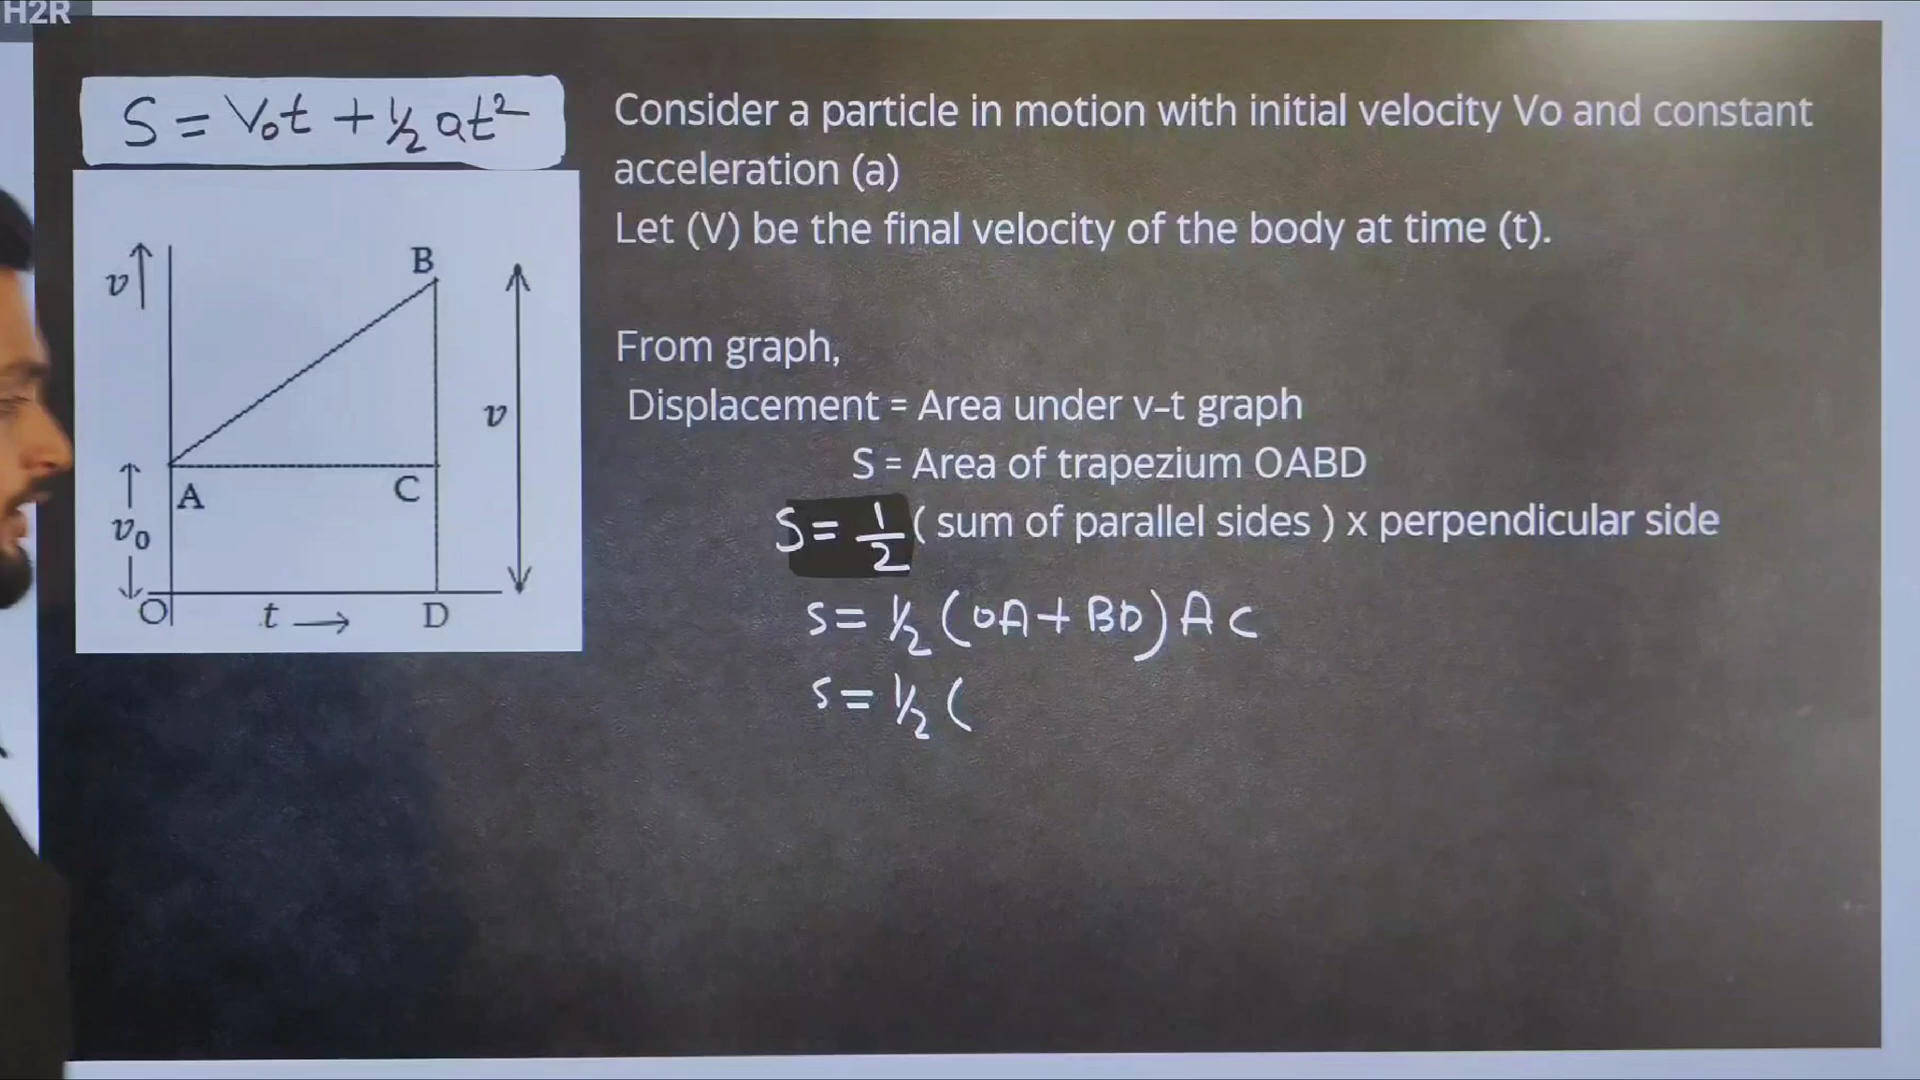 H2R
S = V₀t + ½ at²
Consider a particle in motion with initial velocity Vo and constant
acceleration (a)
Let (V) be the final velocity of the body at time (t).
From graph,
Displacement = Area under v-t graph
S = Area of trapezium OABD
S = 1/2 ( sum of parallel sides ) x perpendicular side
S = ½ (OA + BD) AC
S = ½ (
v
B
v
A
C
v₀
O
t
D